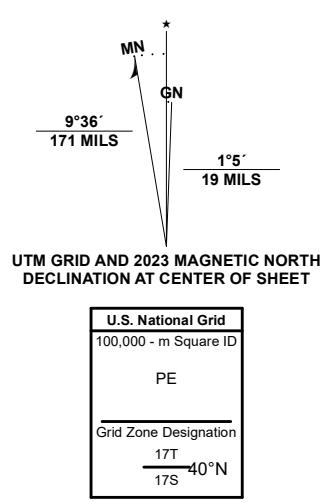 MN
GN
9°36´
171 MILS
1°5´
19 MILS
UTM GRID AND 2023 MAGNETIC NORTH
DECLINATION AT CENTER OF SHEET
U.S. National Grid
100,000 - m Square ID
PE
Grid Zone Designation
17T
40°N
17S